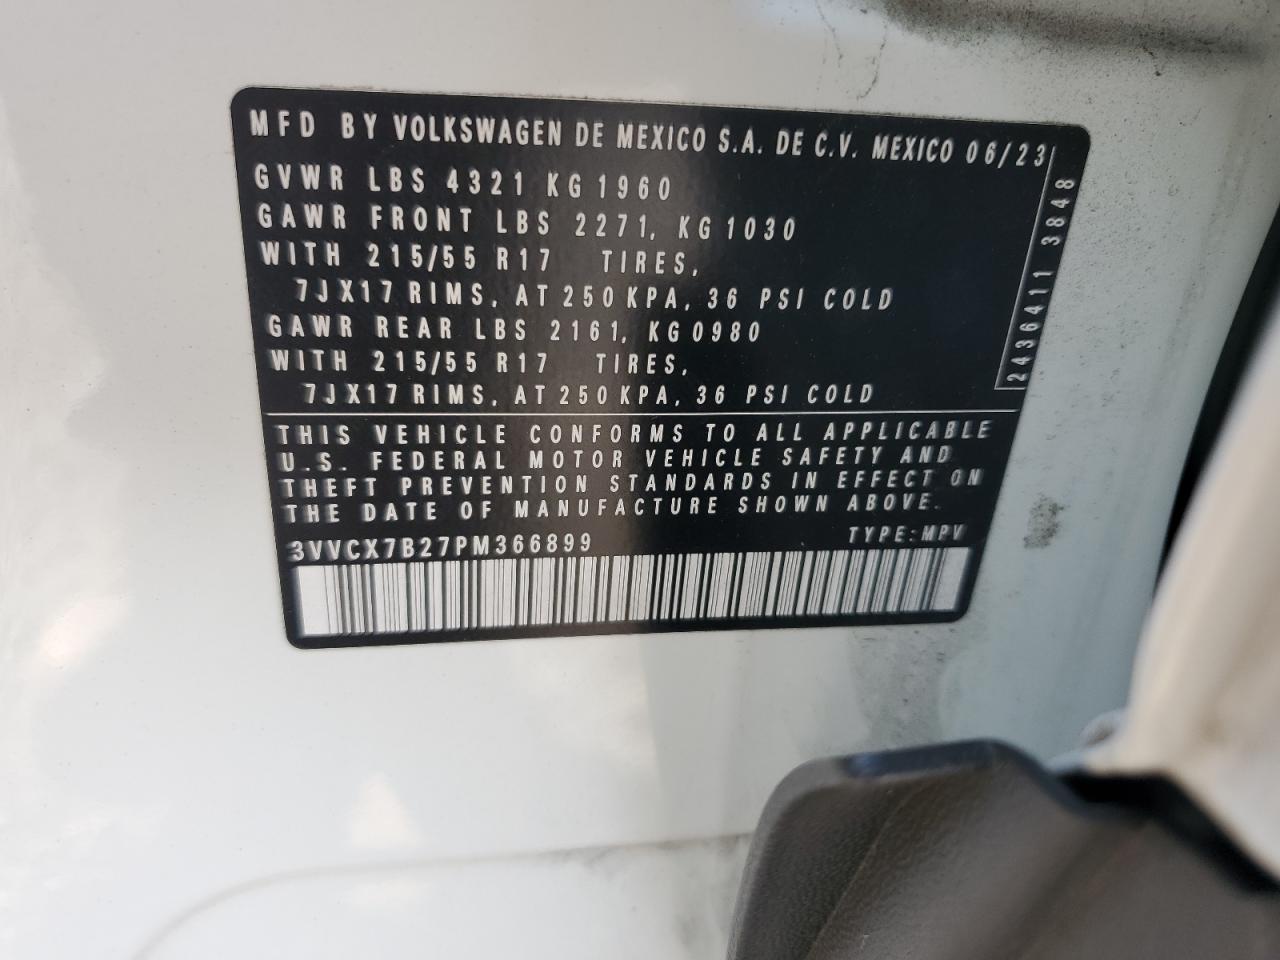 MFD BY VOLKSWAGEN DE MEXICO S.A. DE C.V. MEXICO 06/23
GVWR LBS 4321 KG 1960
GAWR FRONT LBS 2271, KG 1030
WITH 215/55 R17 TIRES,
7JX17 RIMS, AT 250 KPA, 36 PSI COLD
GAWR REAR LBS 2161, KG 0980
WITH 215/55 R17 TIRES,
7JX17 RIMS, AT 250 KPA, 36 PSI COLD
2436411 3848
THIS VEHICLE CONFORMS TO ALL APPLICABLE
U.S. FEDERAL MOTOR VEHICLE SAFETY AND
THEFT PREVENTION STANDARDS IN EFFECT ON
THE DATE OF MANUFACTURE SHOWN ABOVE.
3VVCX7B27PM366899 TYPE: MPV